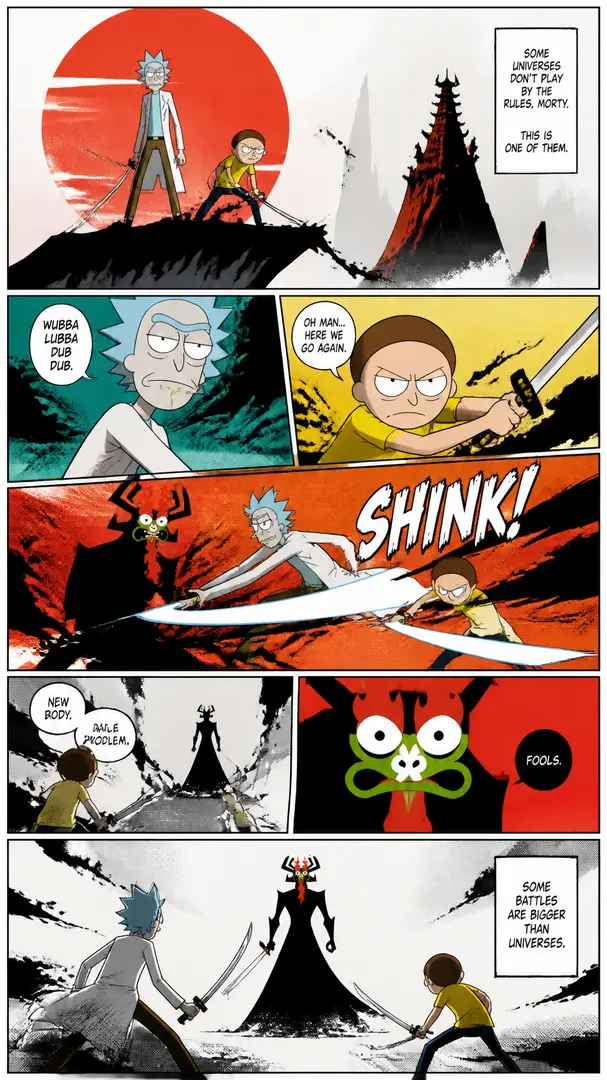 SOME
UNIVERSES
DON'T PLAY
BY THE
RULES, MORTY.
THIS IS
ONE OF THEM.
WUBBA
LUBBA
DUB
DUB.
OH MAN...
HERE WE
GO AGAIN.
SHINK!
NEW
BODY.
FOOLS.
SOME
BATTLES
ARE BIGGER
THAN
UNIVERSES.